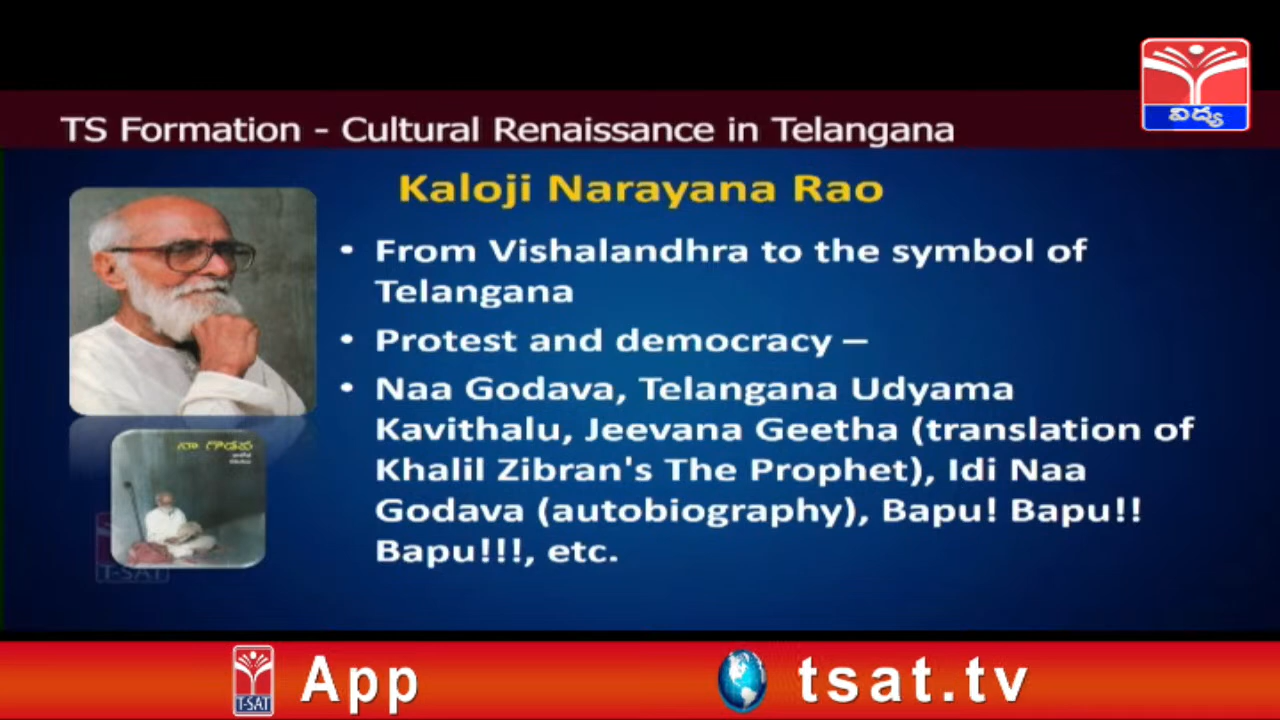 విద్య
TS Formation - Cultural Renaissance in Telangana
Kaloji Narayana Rao
• From Vishalandhra to the symbol of
Telangana
• Protest and democracy –
• Naa Godava, Telangana Udyama
Kavithalu, Jeevana Geetha (translation of
Khalil Zibran's The Prophet), Idi Naa
Godava (autobiography), Bapu! Bapu!!
Bapu!!!, etc.
నా గొడవ
T-SAT
T-SAT App
tsat.tv